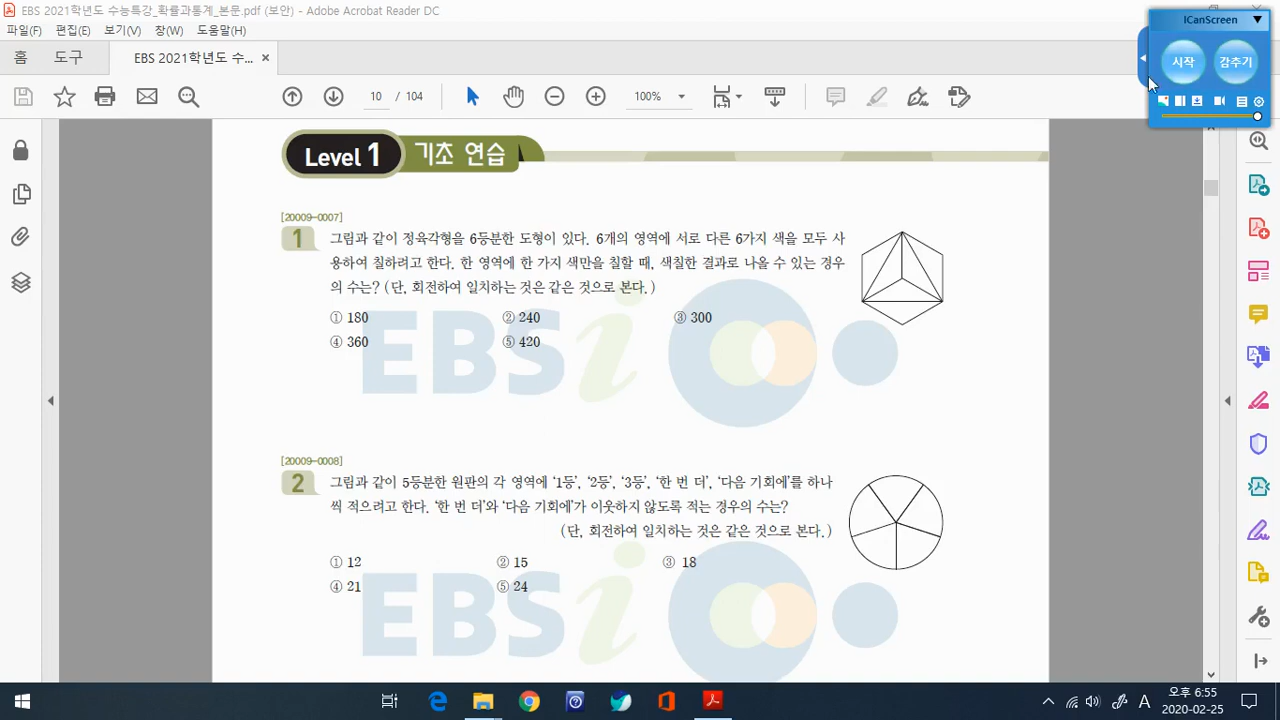 EBS 2021학년도 수능특강_확률과통계_본문.pdf (보안) - Adobe Acrobat Reader DC
파일(F) 편집(E) 보기(V) 창(W) 도움말(H)
홈 도구 EBS 2021학년도 수... ×
10 / 104 100%
ICanScreen
시작 감추기
Level 1 기초 연습
[20009-0007]
1 그림과 같이 정육각형을 6등분한 도형이 있다. 6개의 영역에 서로 다른 6가지 색을 모두 사
용하여 칠하려고 한다. 한 영역에 한 가지 색만을 칠할 때, 색칠한 결과로 나올 수 있는 경우
의 수는? (단, 회전하여 일치하는 것은 같은 것으로 본다.)
① 180 ② 240 ③ 300
④ 360 ⑤ 420
EBSi
[20009-0008]
2 그림과 같이 5등분한 원판의 각 영역에 ‘1등’, ‘2등’, ‘3등’, ‘한 번 더’, ‘다음 기회에’를 하나
씩 적으려고 한다. ‘한 번 더’와 ‘다음 기회에’가 이웃하지 않도록 적는 경우의 수는?
(단, 회전하여 일치하는 것은 같은 것으로 본다.)
① 12 ② 15 ③ 18
④ 21 ⑤ 24
EBSi
A 오후 6:55
2020-02-25